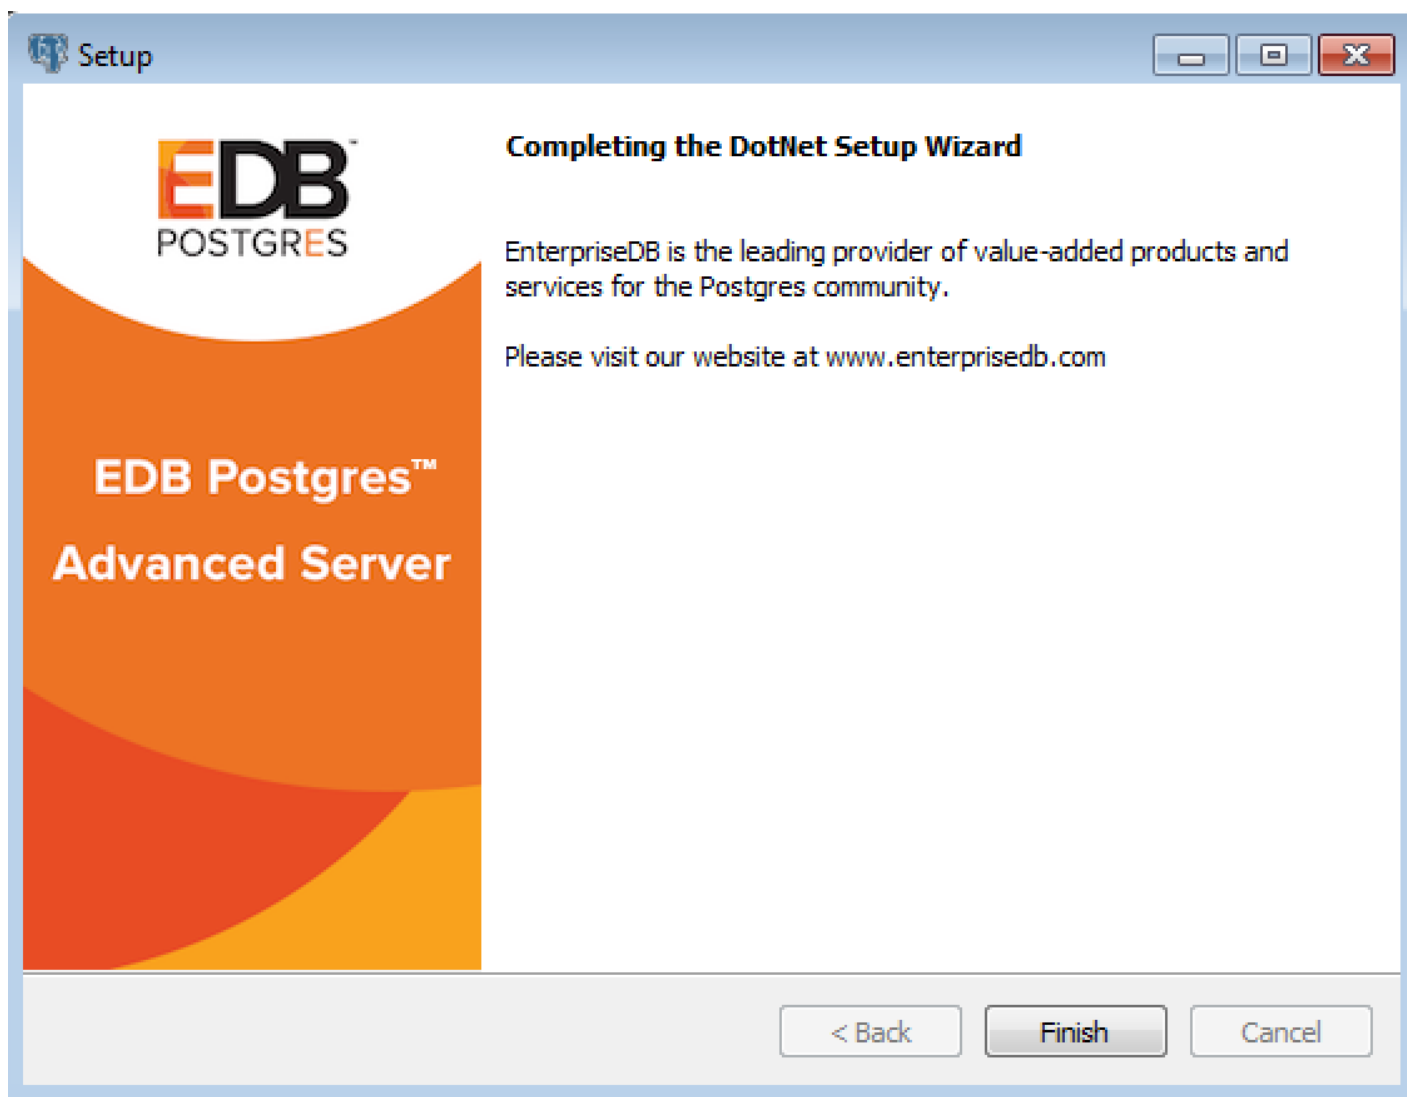 Setup
EDB™
POSTGRES
EDB Postgres™
Advanced Server
Completing the DotNet Setup Wizard
EnterpriseDB is the leading provider of value-added products and
services for the Postgres community.
Please visit our website at www.enterprisedb.com
< Back
Finish
Cancel